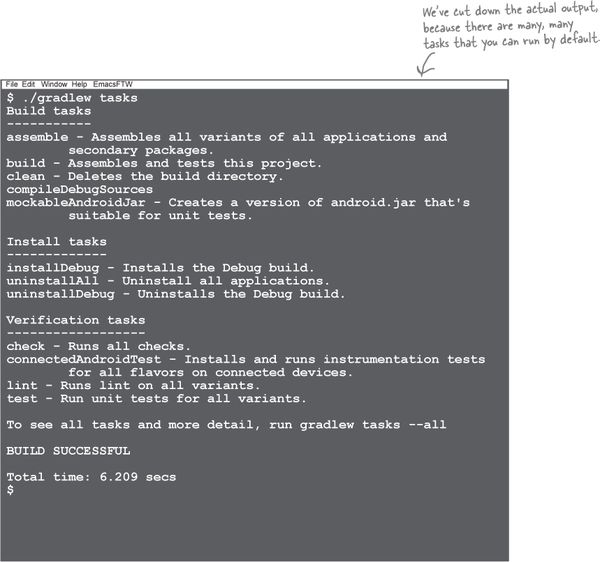 We've cut down the actual output,
because there are many, many
tasks that you can run by default.
File Edit Window Help EmacsFTW
$ ./gradlew tasks
Build tasks
-----------
assemble - Assembles all variants of all applications and
secondary packages.
build - Assembles and tests this project.
clean - Deletes the build directory.
compileDebugSources
mockableAndroidJar - Creates a version of android.jar that's
suitable for unit tests.
Install tasks
-------------
installDebug - Installs the Debug build.
uninstallAll - Uninstall all applications.
uninstallDebug - Uninstalls the Debug build.
Verification tasks
------------------
check - Runs all checks.
connectedAndroidTest - Installs and runs instrumentation tests
for all flavors on connected devices.
lint - Runs lint on all variants.
test - Run unit tests for all variants.
To see all tasks and more detail, run gradlew tasks --all
BUILD SUCCESSFUL
Total time: 6.209 secs
$